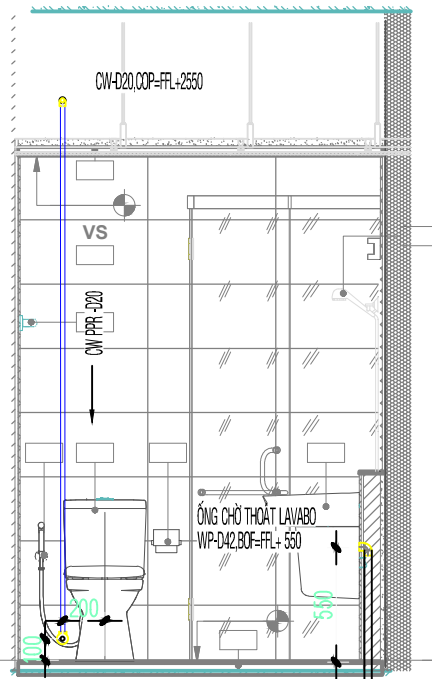 CW-D20,COP=FFL+2550
VS
CW PPR -D20
ỐNG CHỜ THOÁT LAVABO
WP-D42,BOF=FFL+ 550
200
550
100